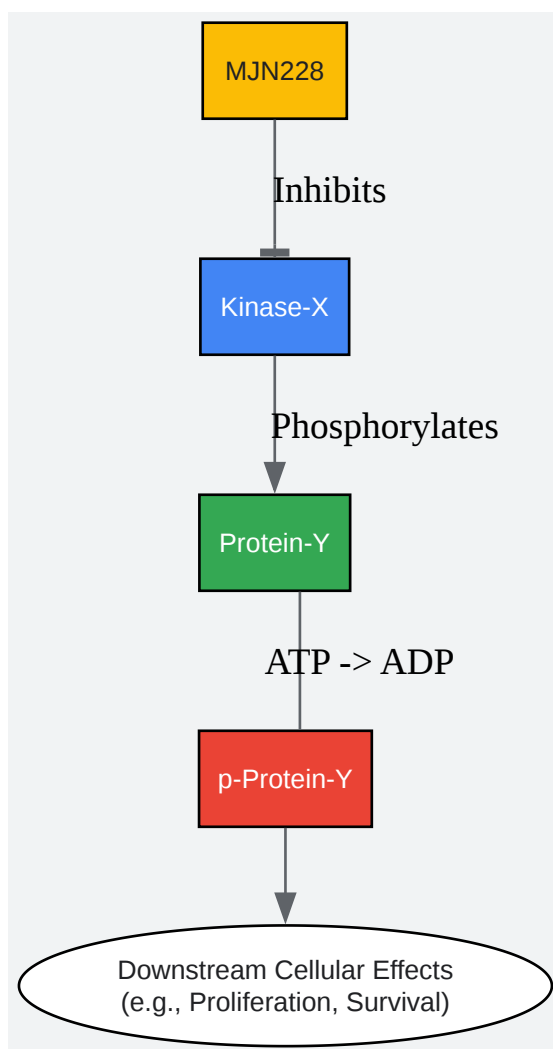 MJN228
Inhibits
Kinase-X
Phosphorylates
Protein-Y
ATP -> ADP
p-Protein-Y
Downstream Cellular Effects
(e.g., Proliferation, Survival)